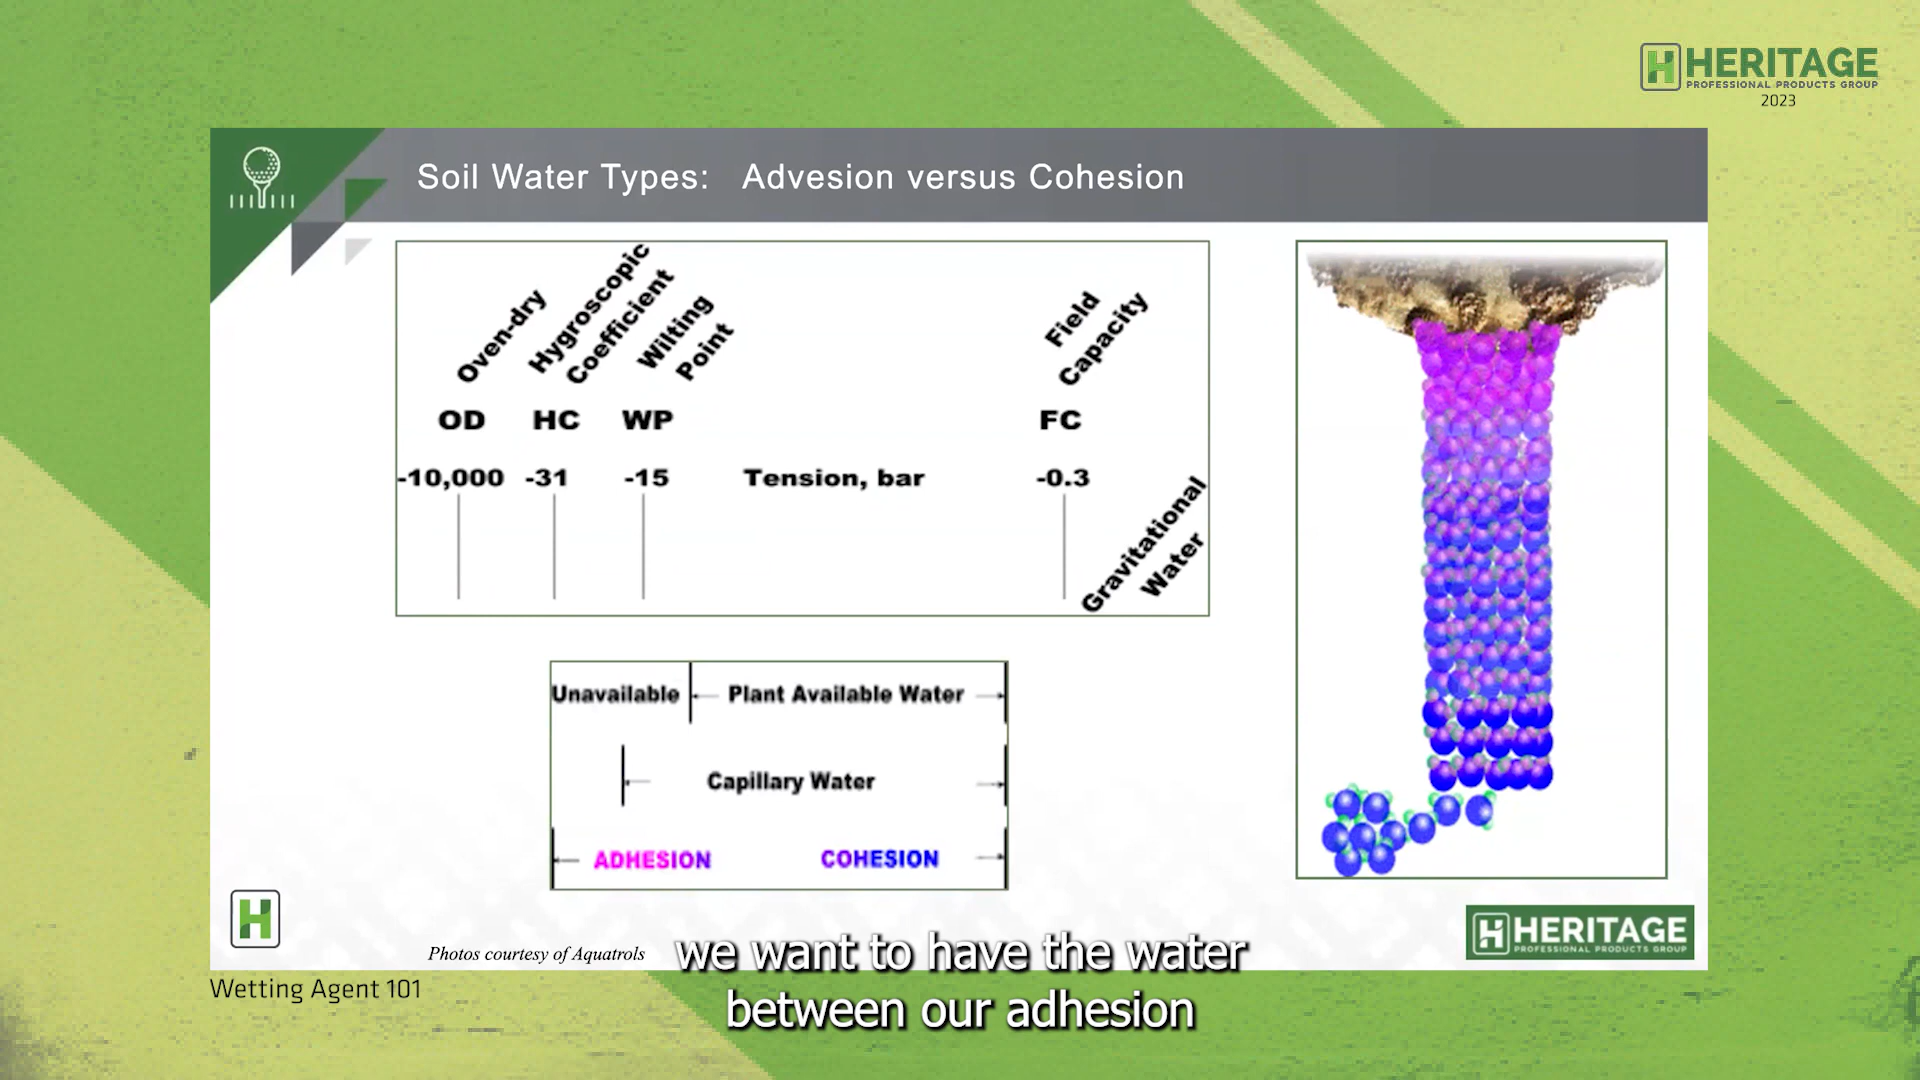 HERITAGE
PROFESSIONAL PRODUCTS GROUP
2023
Soil Water Types: Advesion versus Cohesion
Oven-dry
Hygroscopic
Coefficient
Wilting
Point
Field
Capacity
OD HC WP FC
-10,000 -31 -15 Tension, bar -0.3
Gravitational
Water
Unavailable Plant Available Water
Capillary Water
ADHESION COHESION
H
HERITAGE
PROFESSIONAL PRODUCTS GROUP
Photos courtesy of Aquatrols
we want to have the water
between our adhesion
Wetting Agent 101